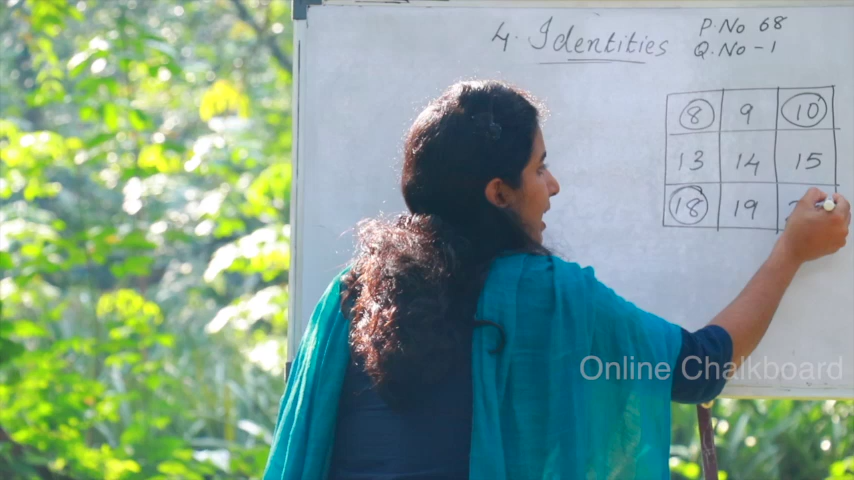 4. Identities
P.No 68
Q.No -1
8 9 10
13 14 15
18 19
Online Chalkboard